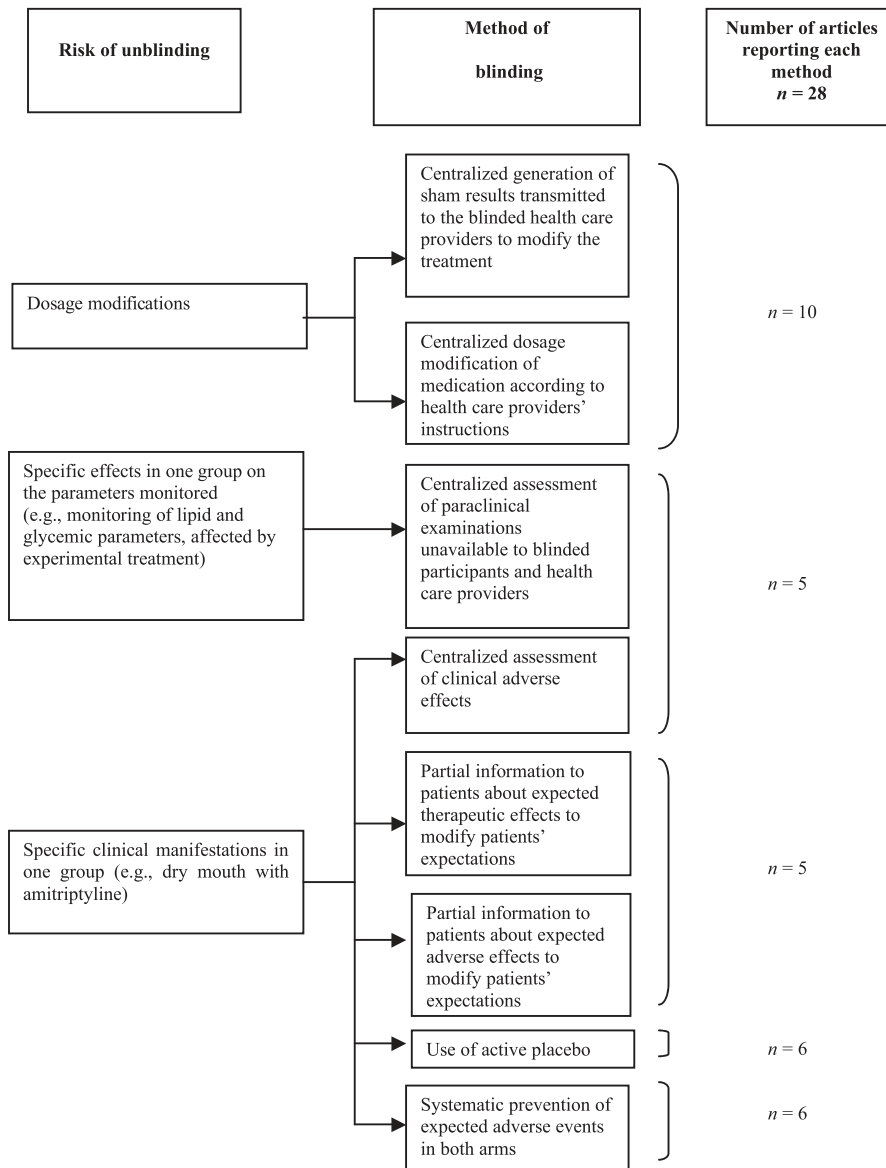 Risk of unblinding
Method of
blinding
Number of articles
reporting each
method
n = 28
Centralized generation of
sham results transmitted
to the blinded health care
providers to modify the
treatment
Dosage modifications
n = 10
Centralized dosage
modification of
medication according to
health care providers’
instructions
Specific effects in one group on
the parameters monitored
(e.g., monitoring of lipid and
glycemic parameters, affected by
experimental treatment)
Centralized assessment
of paraclinical
examinations
unavailable to blinded
participants and health
care providers
n = 5
Centralized assessment
of clinical adverse
effects
Partial information to
patients about expected
therapeutic effects to
modify patients’
expectations
Specific clinical manifestations in
one group (e.g., dry mouth with
amitriptyline)
n = 5
Partial information to
patients about expected
adverse effects to
modify patients’
expectations
Use of active placebo
n = 6
Systematic prevention of
expected adverse events
in both arms
n = 6